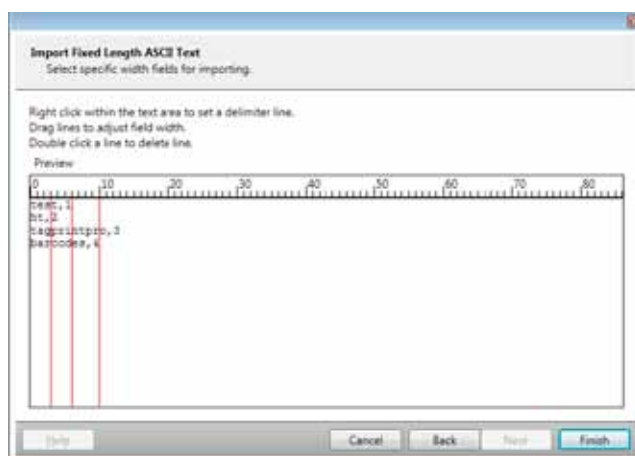 Import Fixed Length ASCII Text
Select specific width fields for importing.
Right click within the text area to set a delimiter line.
Drag lines to adjust field width.
Double click a line to delete line.
Preview
0 10 20 30 40 50 60 70 80
test,1
ht,2
tagprintpro,3
barcodes,4
Help Cancel Back Next Finish